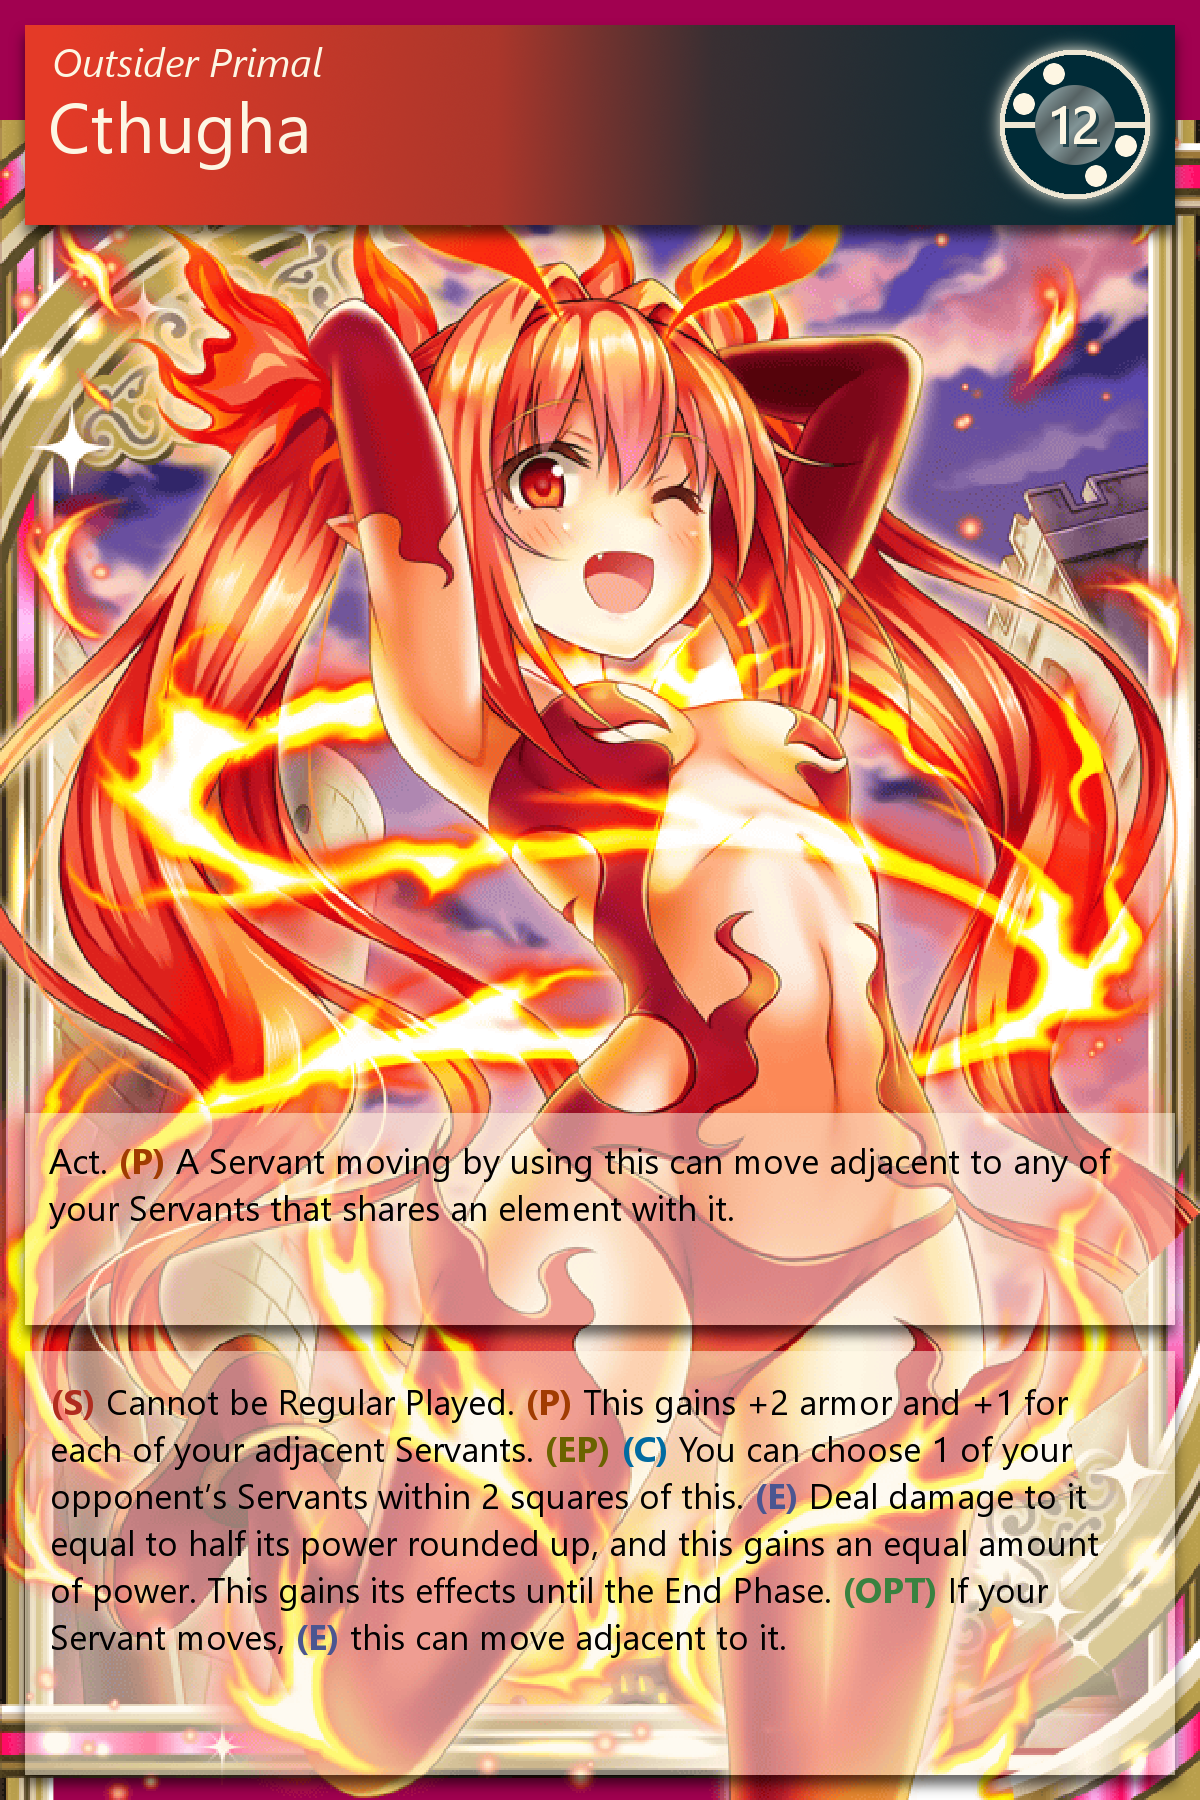 Outsider Primal
Cthugha
12
Act. (P) A Servant moving by using this can move adjacent to any of
your Servants that shares an element with it.
(S) Cannot be Regular Played. (P) This gains +2 armor and +1 for
each of your adjacent Servants. (EP) (C) You can choose 1 of your
opponent’s Servants within 2 squares of this. (E) Deal damage to it
equal to half its power rounded up, and this gains an equal amount
of power. This gains its effects until the End Phase. (OPT) If your
Servant moves, (E) this can move adjacent to it.